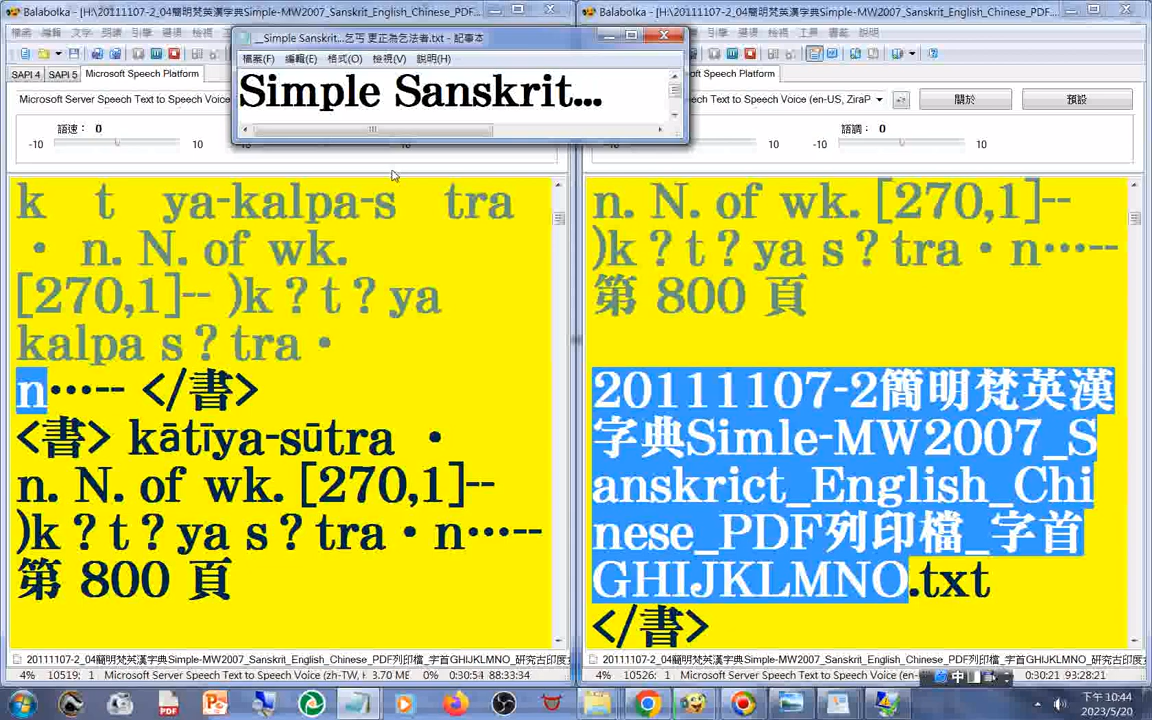 Balabolka - [H:\20111107-2_04簡明梵英漢字典Simple-MW2007_Sanskrit_English_Chinese_PDF...
Balabolka - [H:\20111107-2_04簡明梵英漢字典Simple-MW2007_Sanskrit_English_Chinese_PDF...
__Simple Sanskrit...乞丐 更正為乞法者.txt - 記事本
檔案(F) 編輯(E) 格式(O) 檢視(V) 說明(H)
Simple Sanskrit...
SAPI 4 SAPI 5 Microsoft Speech Platform
Speech Platform
Microsoft Server Speech Text to Speech Voice
ech Text to Speech Voice (en-US, ZiraP
關於 預設
語速： 0
-10 10 10
語調： 0
10 -10 10
k t ya-kalpa-s tra
• n. N. of wk.
[270,1]-- )k？t？ya
kalpa s？tra •
n…-- </書>
<書> kātīya-sūtra •
n. N. of wk. [270,1]--
)k？t？ya s？tra • n…--
第 800 頁
n. N. of wk. [270,1]--
)k？t？ya s？tra • n…--
第 800 頁
20111107-2簡明梵英漢
字典Simle-MW2007_S
anskrict_English_Chi
nese_PDF列印檔_字首
GHIJKLMNO.txt
</書>
20111107-2_04簡明梵英漢字典Simple-MW2007_Sanskrit_English_Chinese_PDF列印檔_字首GHIJKLMNO_研究古印度
20111107-2_04簡明梵英漢字典Simple-MW2007_Sanskrit_English_Chinese_PDF列印檔_字首GHIJKLMNO_研究古印度
4% 10519: 1 Microsoft Server Speech Text to Speech Voice (zh-TW, H 3.70 ME 0% 0:30:54 88:33:34
4% 10526: 1 Microsoft Server Speech Text to Speech Voice 0:30:21 93:28:21
中
下午 10:44
2023/5/20